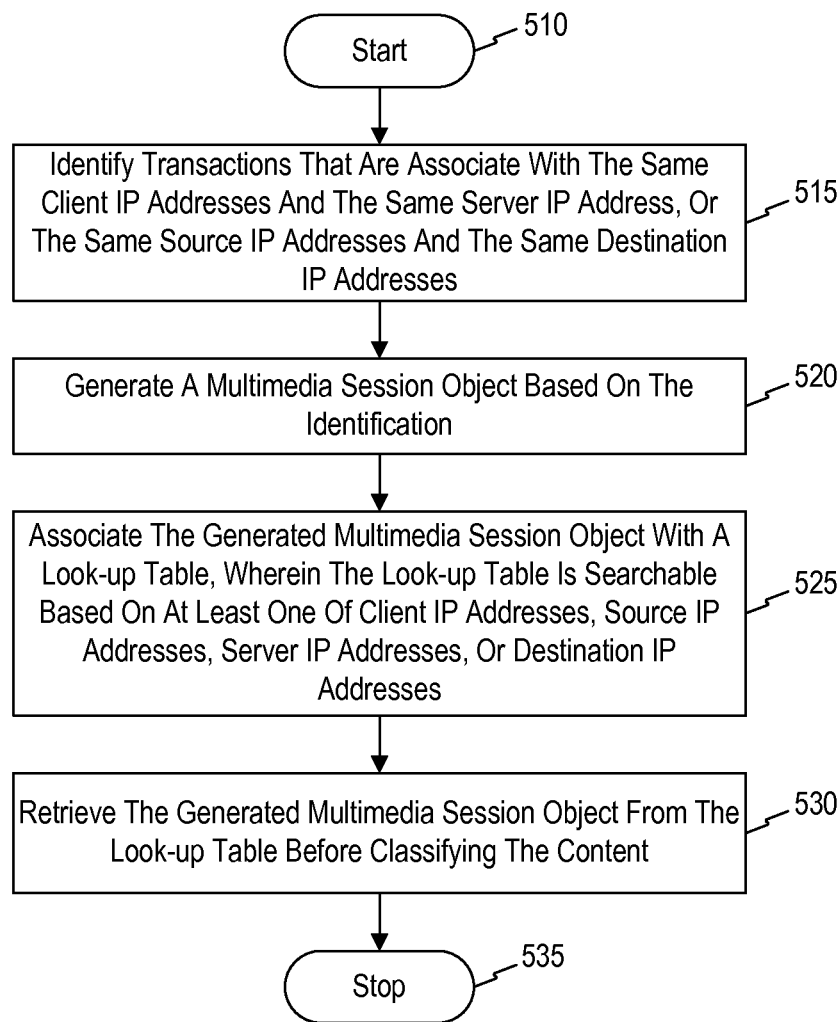 Start
510
Identify Transactions That Are Associate With The Same
Client IP Addresses And The Same Server IP Address, Or
The Same Source IP Addresses And The Same Destination
IP Addresses
515
Generate A Multimedia Session Object Based On The
Identification
520
Associate The Generated Multimedia Session Object With A
Look-up Table, Wherein The Look-up Table Is Searchable
Based On At Least One Of Client IP Addresses, Source IP
Addresses, Server IP Addresses, Or Destination IP
Addresses
525
Retrieve The Generated Multimedia Session Object From The
Look-up Table Before Classifying The Content
530
Stop
535